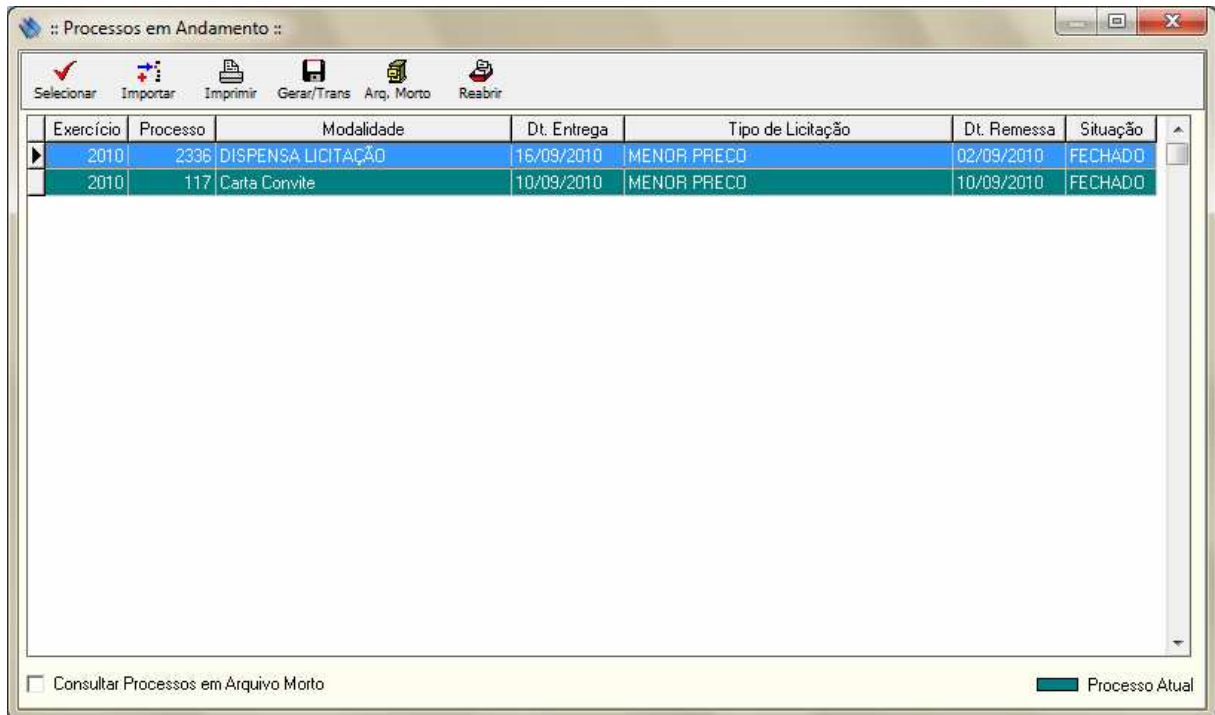 :: Processos em Andamento ::
Selecionar Importar Imprimir Gerar/Trans Arq. Morto Reabrir
Exercício Processo Modalidade Dt. Entrega Tipo de Licitação Dt. Remessa Situação
2010 2336 DISPENSA LICITAÇÃO 16/09/2010 MENOR PRECO 02/09/2010 FECHADO
2010 117 Carta Convite 10/09/2010 MENOR PRECO 10/09/2010 FECHADO
Consultar Processos em Arquivo Morto Processo Atual